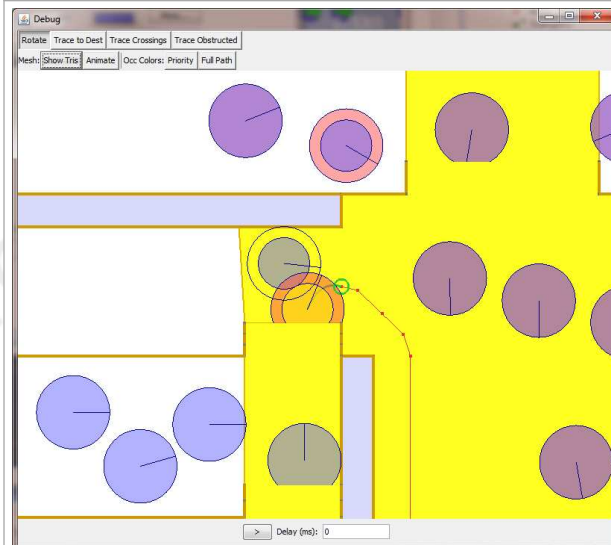 Debug
Rotate Trace to Dest Trace Crossings Trace Obstructed
Mesh: Show Tris Animate Occ Colors: Priority Full Path
> Delay (ms): 0